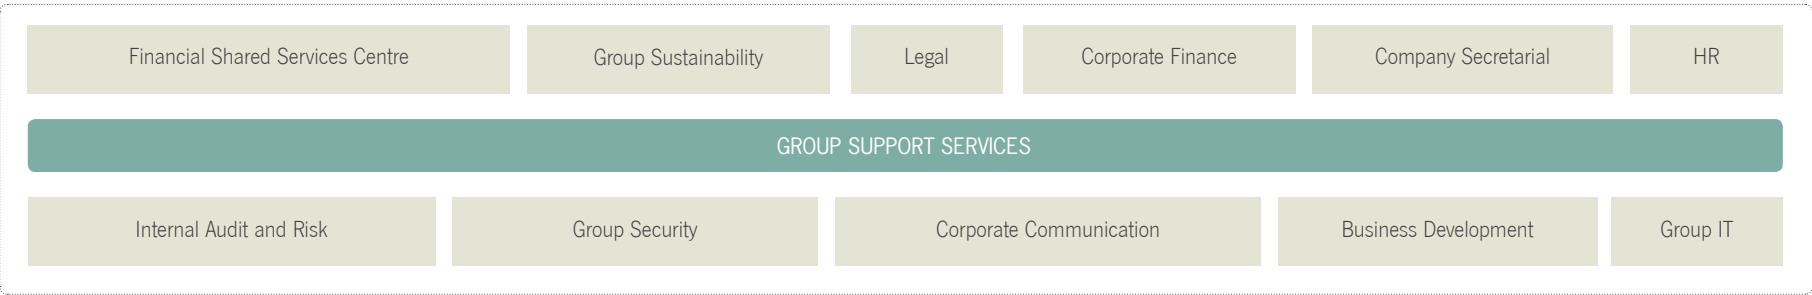 Financial Shared Services Centre
Group Sustainability
Legal
Corporate Finance
Company Secretarial
HR
GROUP SUPPORT SERVICES
Internal Audit and Risk
Group Security
Corporate Communication
Business Development
Group IT